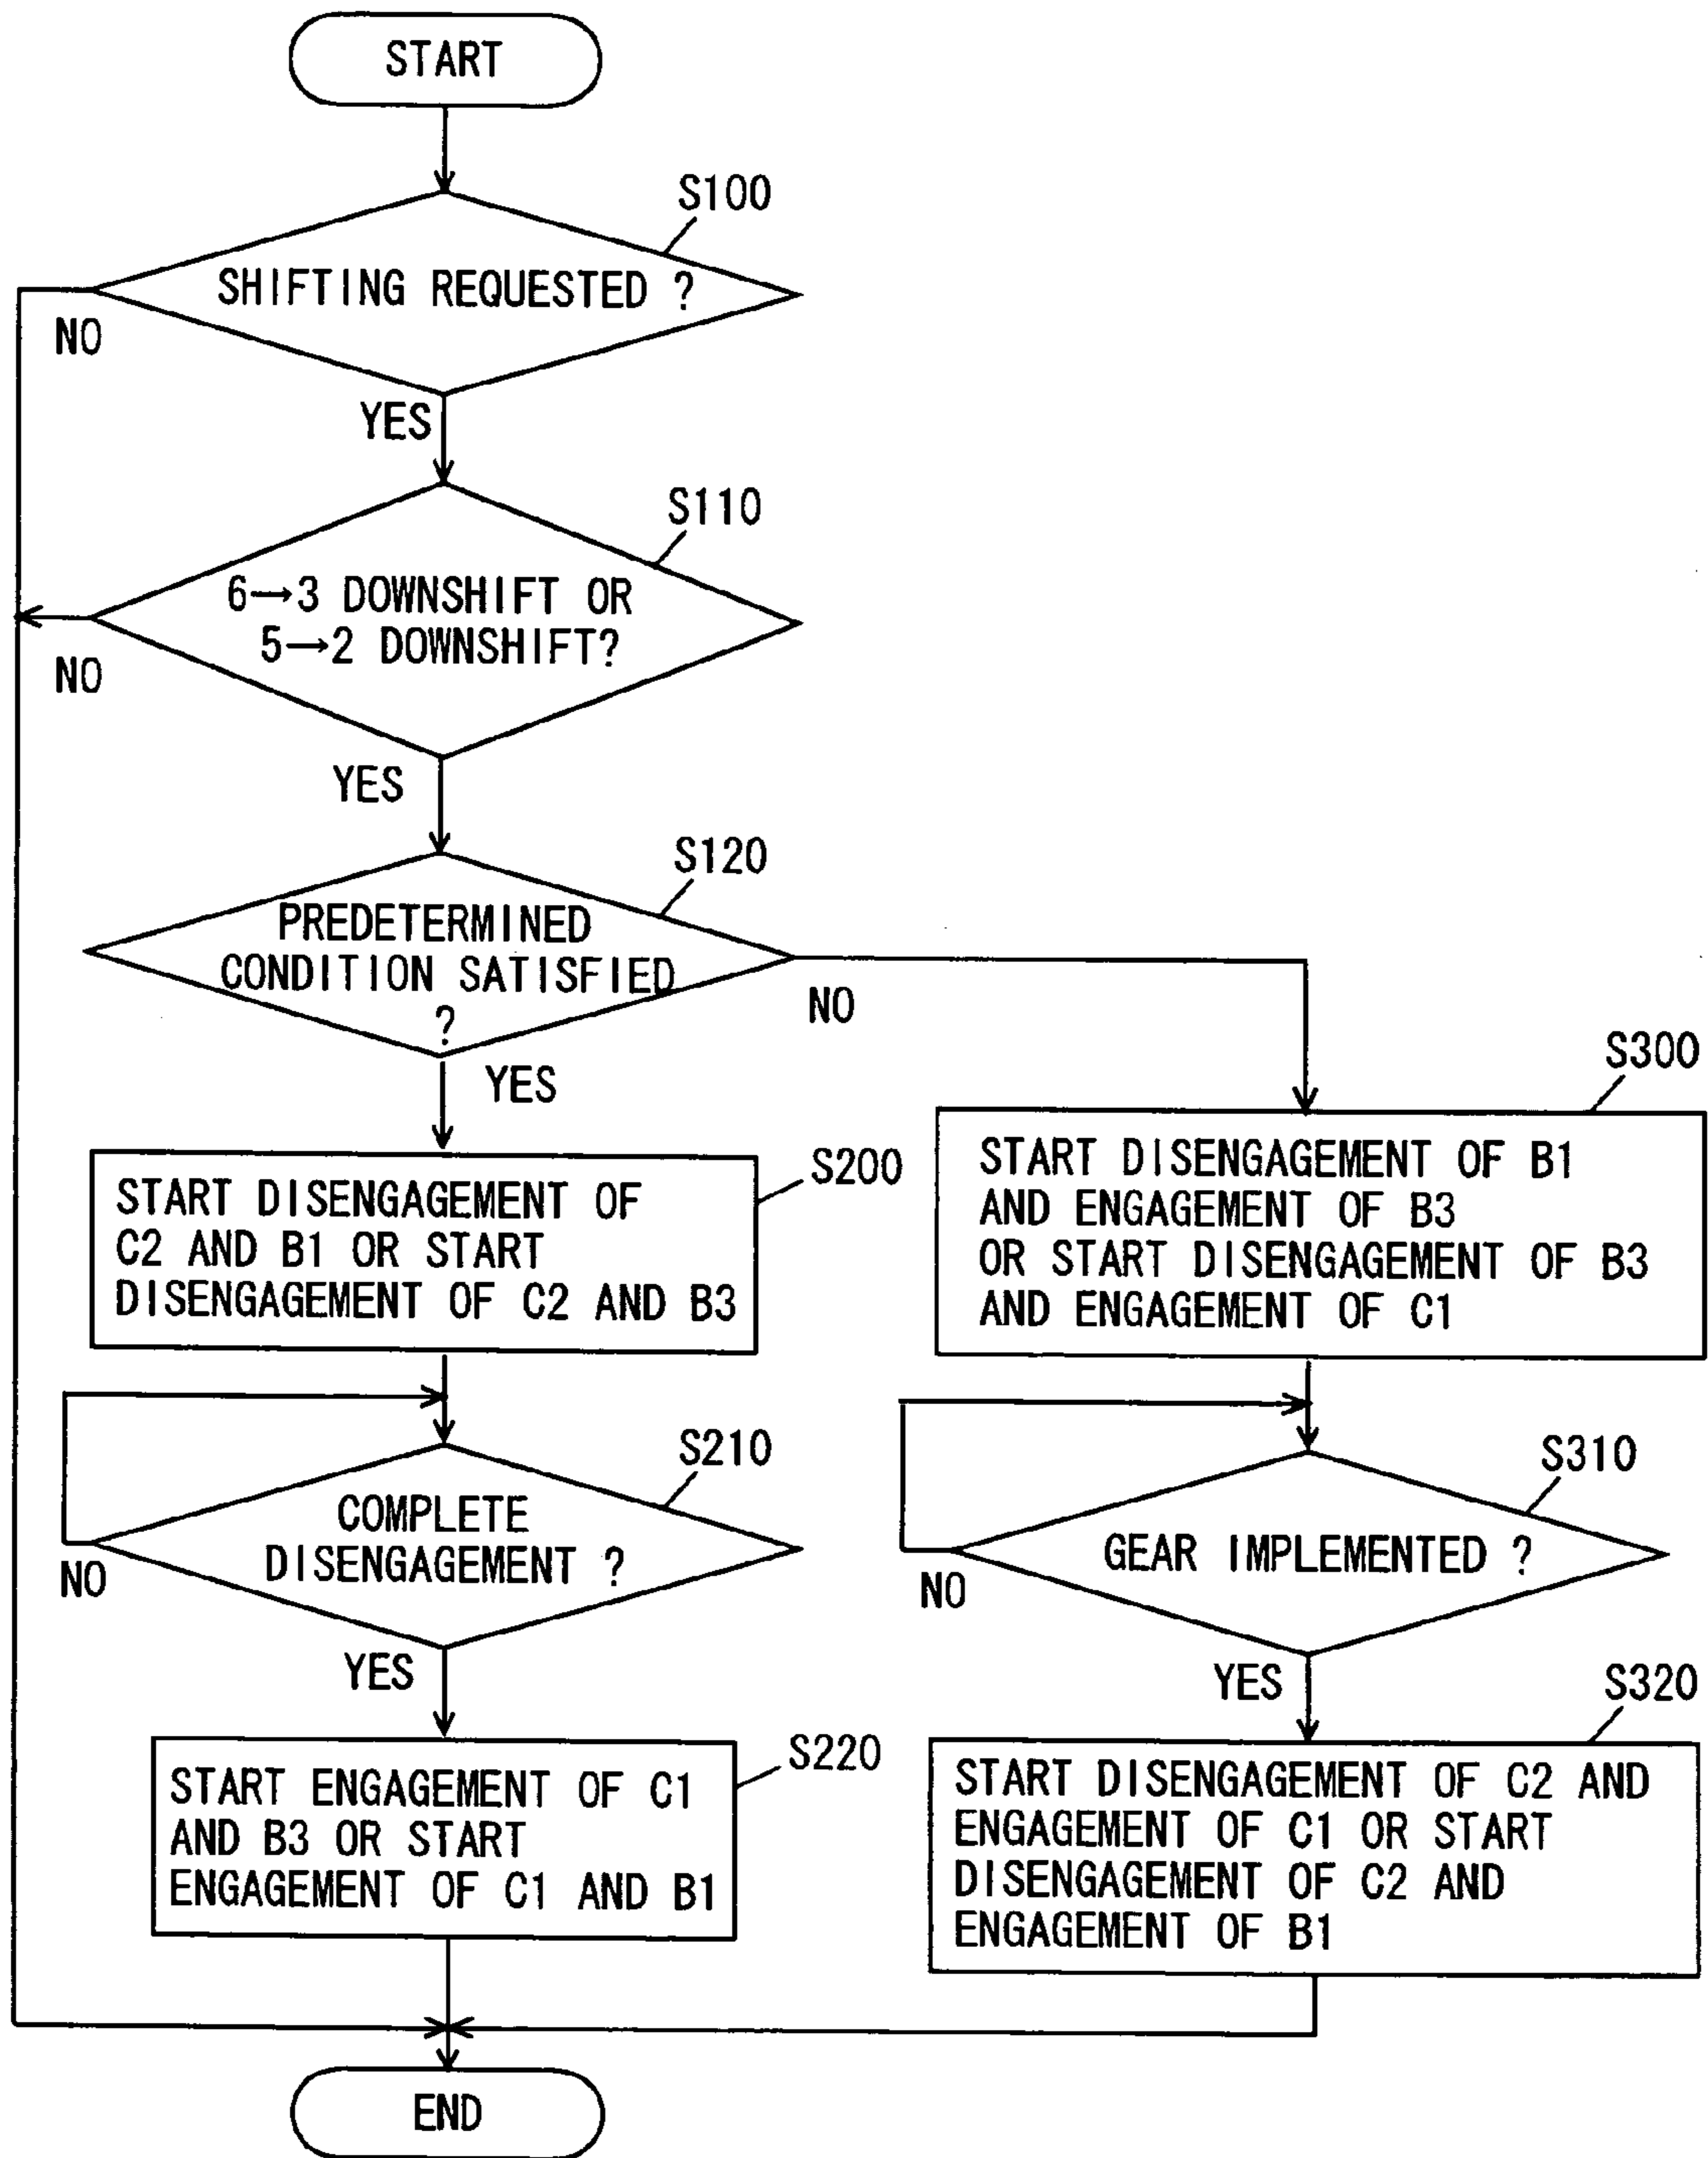 START
S100
SHIFTING REQUESTED ?
NO
YES
S110
6→3 DOWNSHIFT OR
5→2 DOWNSHIFT?
NO
YES
S120
PREDETERMINED
CONDITION SATISFIED
?
NO
YES
S200
START DISENGAGEMENT OF
C2 AND B1 OR START
DISENGAGEMENT OF C2 AND B3
S210
COMPLETE
DISENGAGEMENT ?
NO
YES
S220
START ENGAGEMENT OF C1
AND B3 OR START
ENGAGEMENT OF C1 AND B1
S300
START DISENGAGEMENT OF B1
AND ENGAGEMENT OF B3
OR START DISENGAGEMENT OF B3
AND ENGAGEMENT OF C1
S310
GEAR IMPLEMENTED ?
NO
YES
S320
START DISENGAGEMENT OF C2 AND
ENGAGEMENT OF C1 OR START
DISENGAGEMENT OF C2 AND
ENGAGEMENT OF B1
END